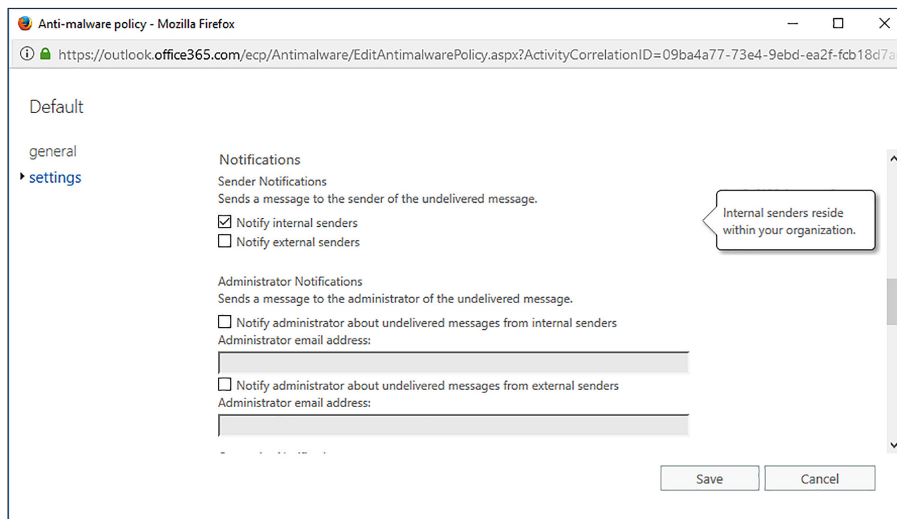 Anti-malware policy - Mozilla Firefox
https://outlook.office365.com/ecp/Antimalware/EditAntimalwarePolicy.aspx?ActivityCorrelationID=09ba4a77-73e4-9ebd-ea2f-fcb18d7a
Default
general
settings
Notifications
Sender Notifications
Sends a message to the sender of the undelivered message.
Notify internal senders
Notify external senders
Internal senders reside
within your organization.
Administrator Notifications
Sends a message to the administrator of the undelivered message.
Notify administrator about undelivered messages from internal senders
Administrator email address:
Notify administrator about undelivered messages from external senders
Administrator email address:
Save
Cancel